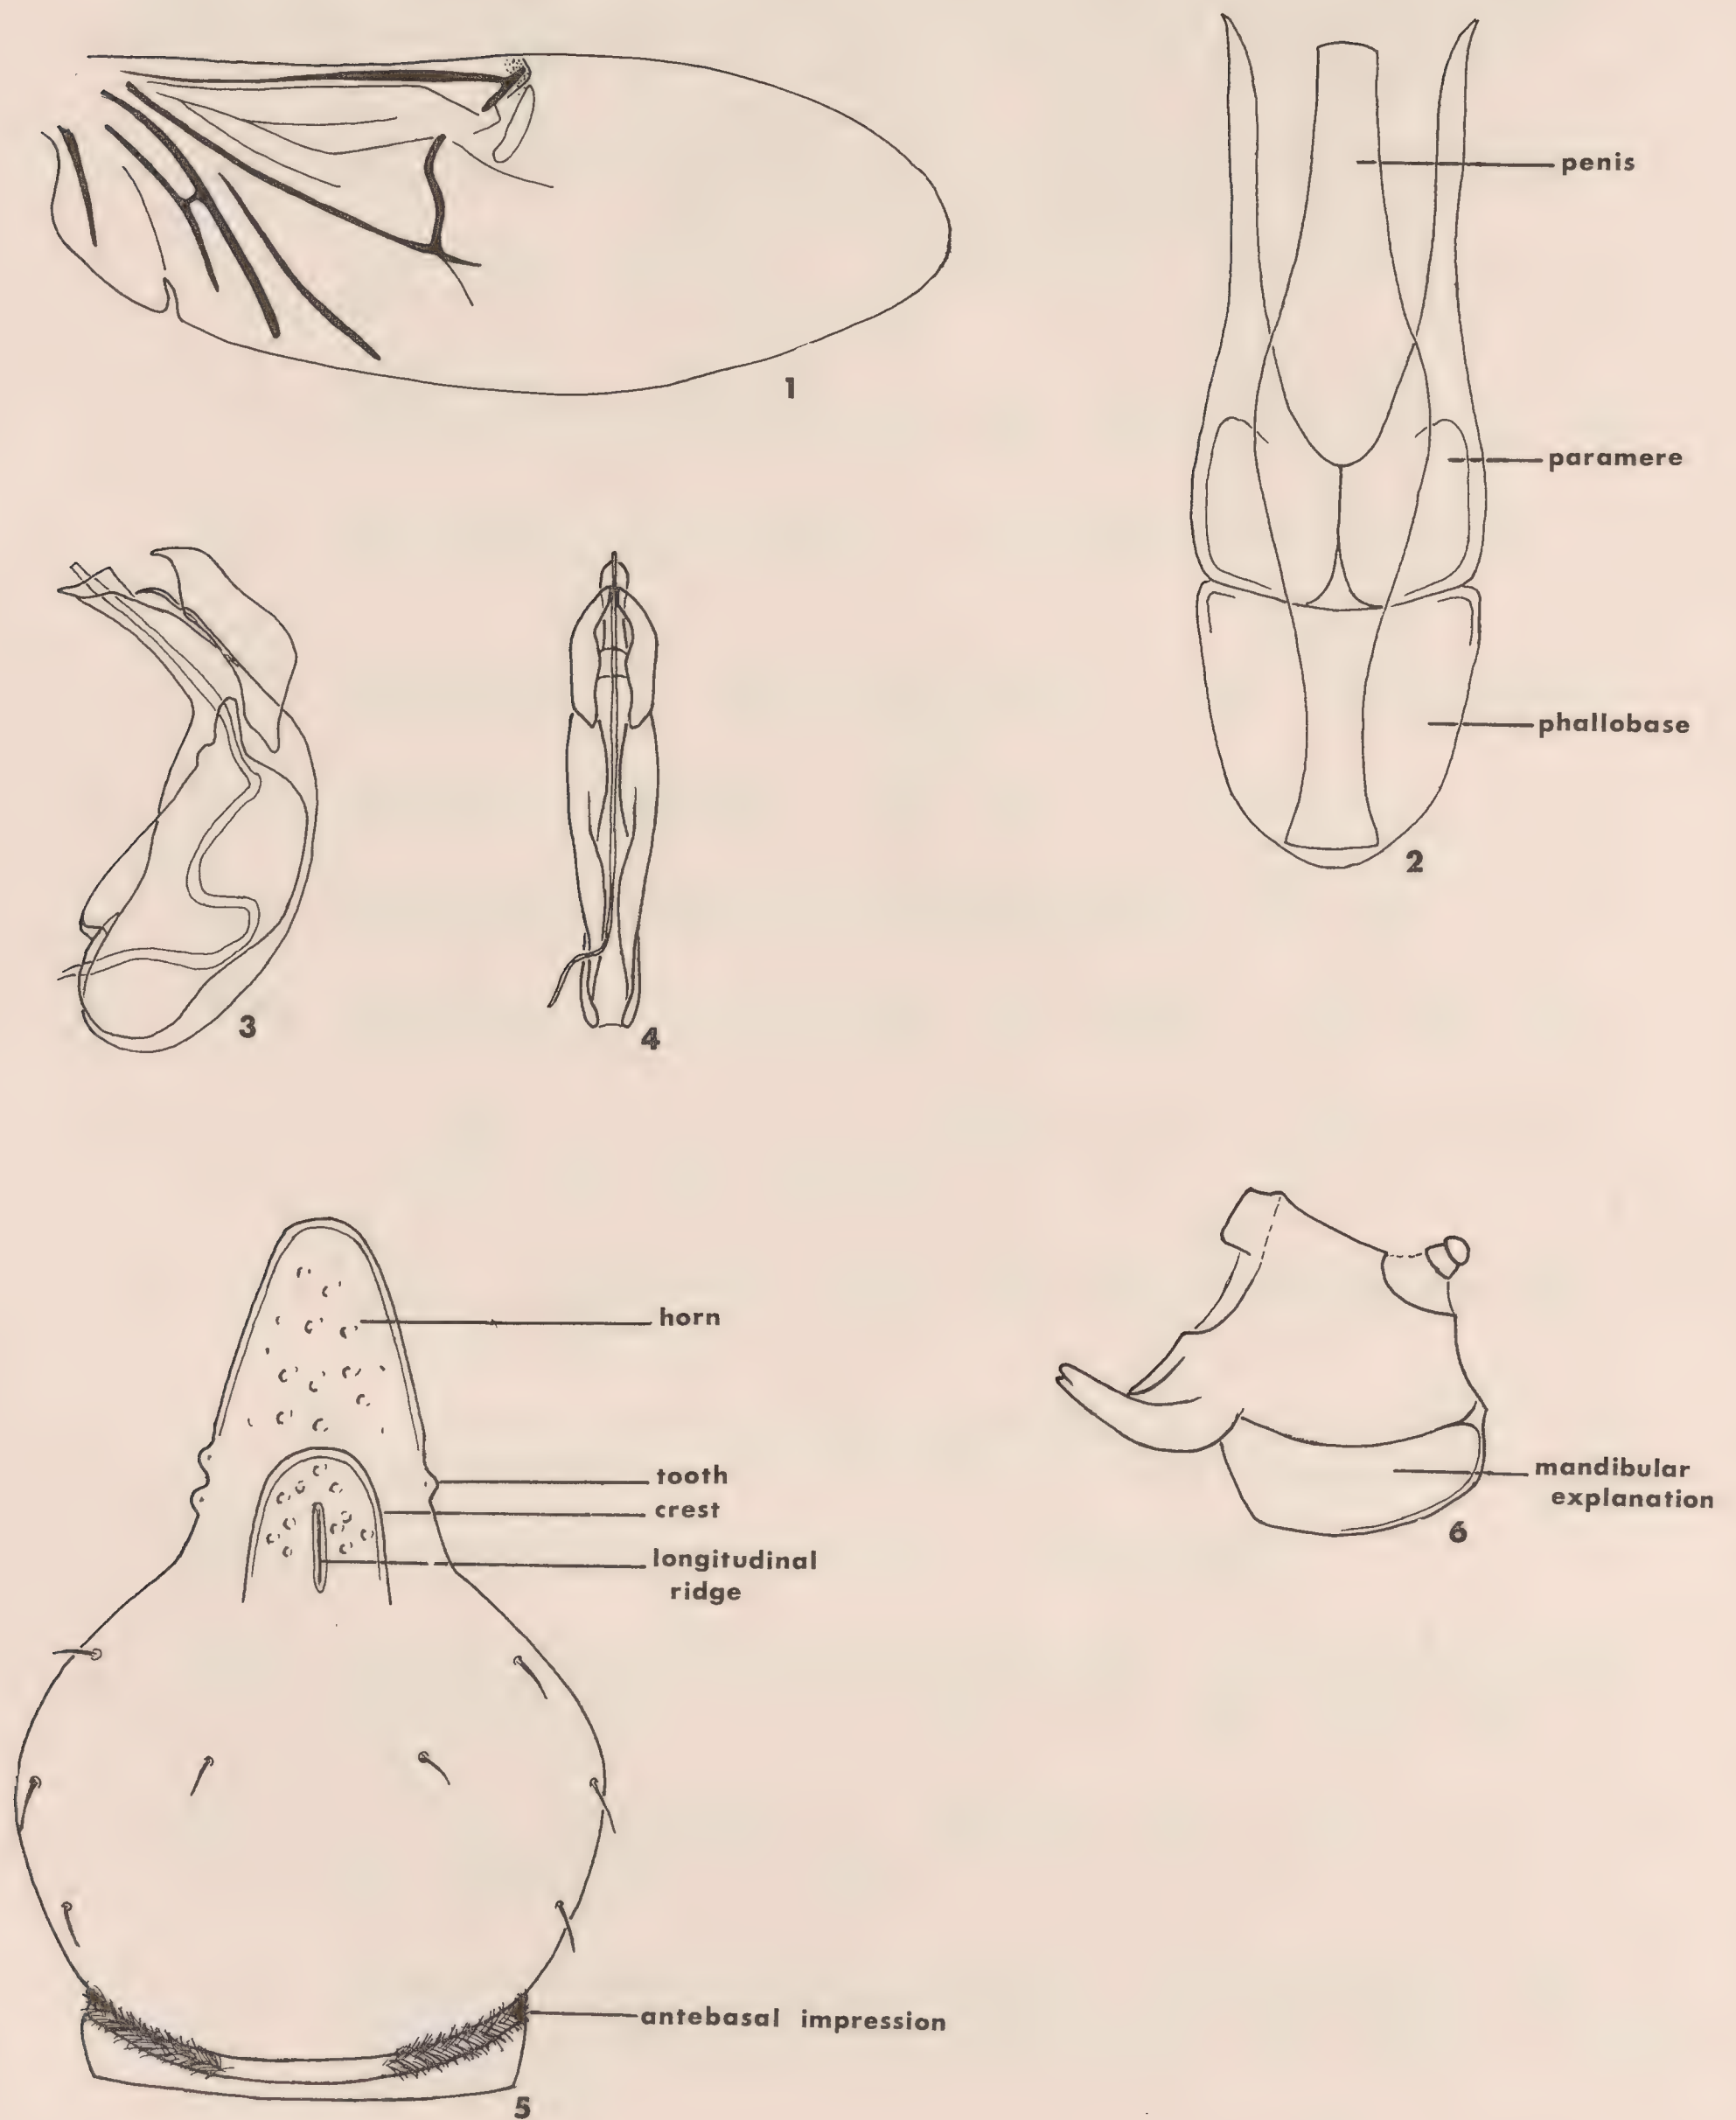 penis
1
paramere
phallobase
2
3
4
horn
tooth
crest
longitudinal
ridge
mandibular
explanation
6
antebasal impression
5